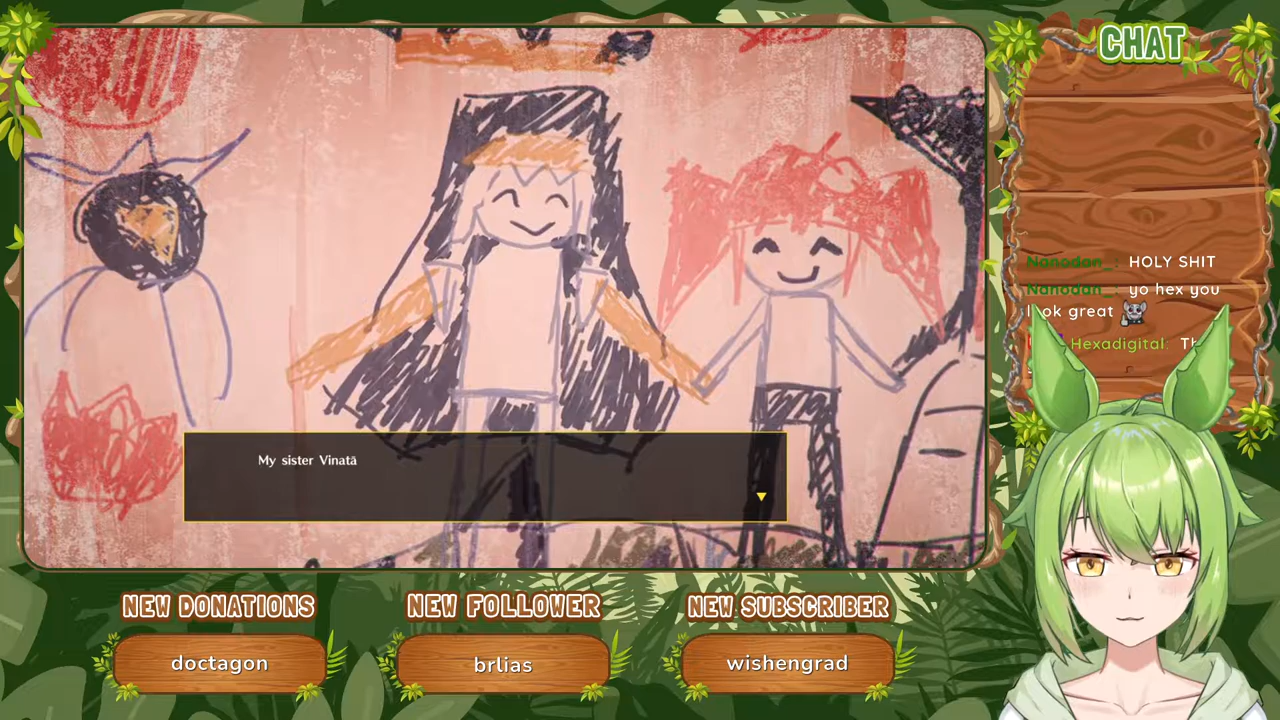 CHAT
Nanodan_: HOLY SHIT
Nanodan_: yo hex you
look great
Hexadigital:
My sister Vinatā
NEW DONATIONS
doctagon
NEW FOLLOWER
brlias
NEW SUBSCRIBER
wishengrad